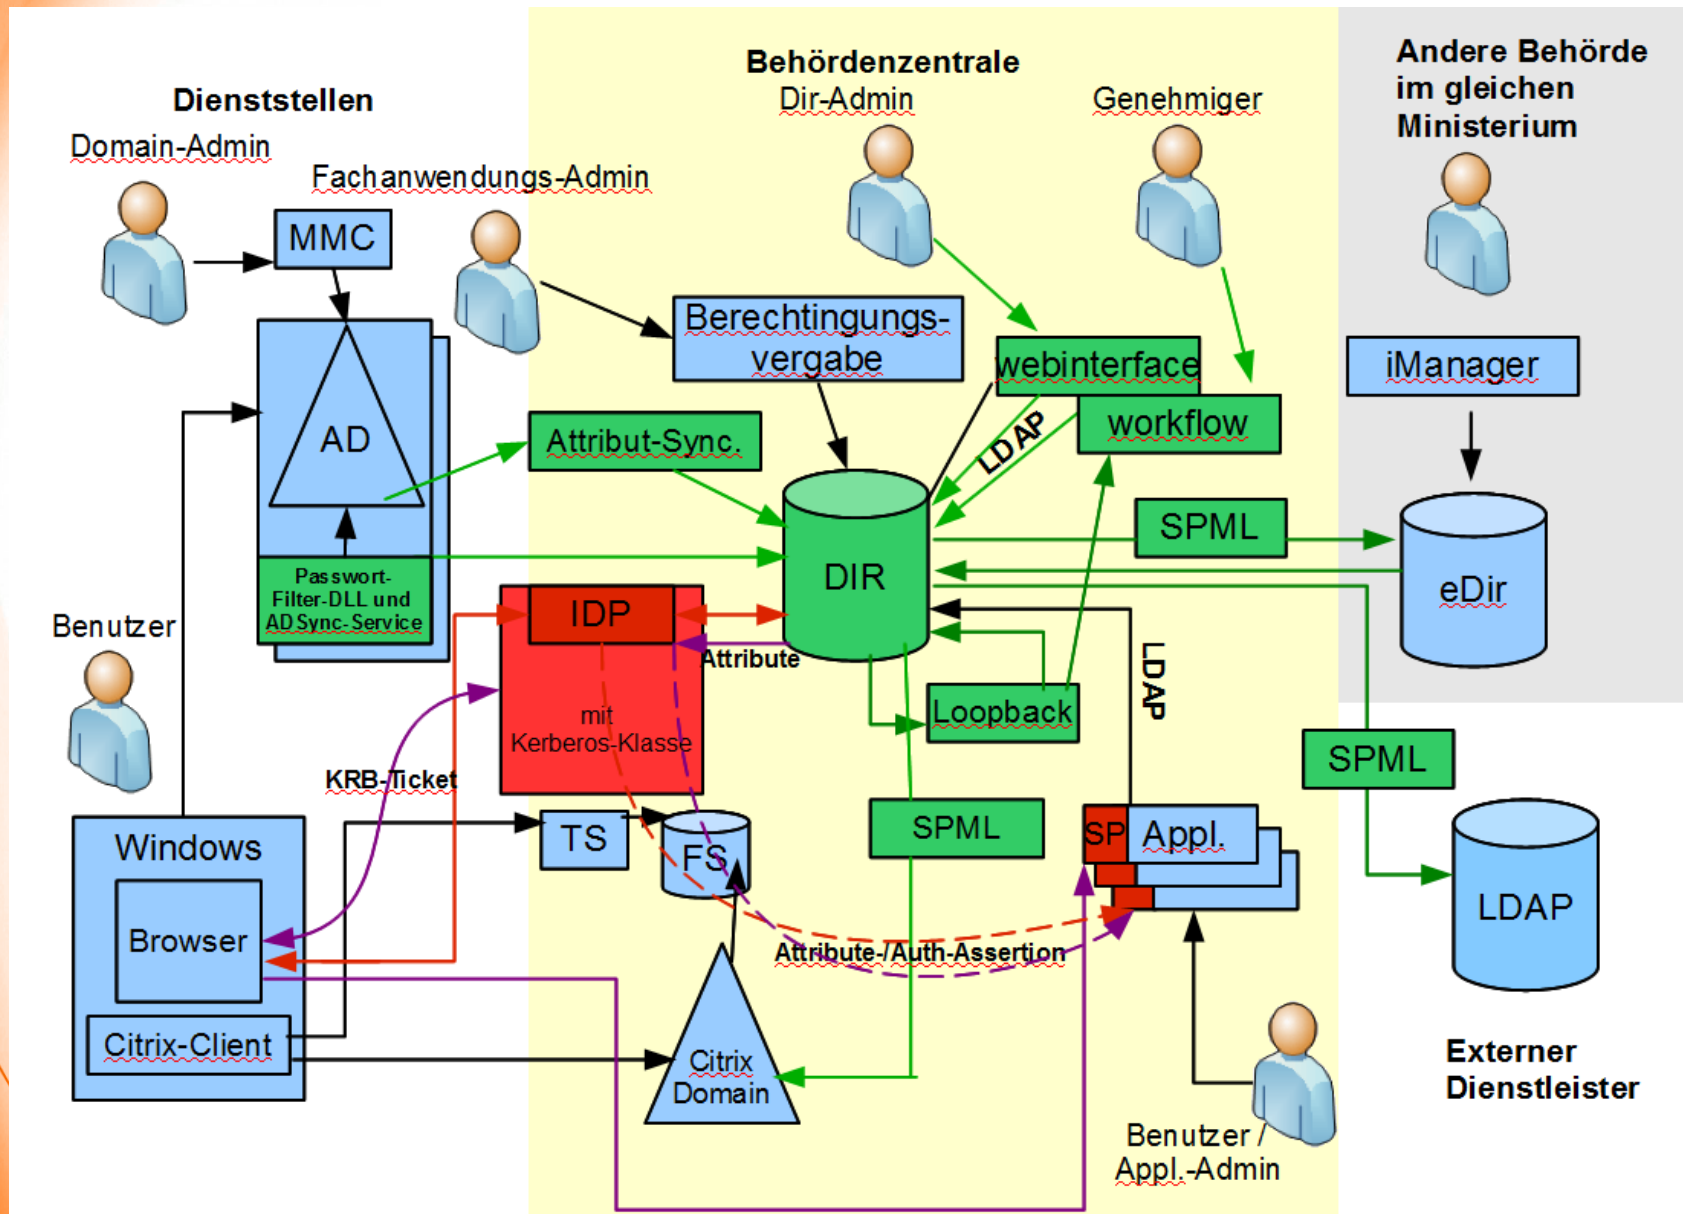 Dienststellen
Behördenzentrale
Andere Behörde
im gleichen
Ministerium
Domain-Admin
Fachanwendungs-Admin
Dir-Admin
Genehmiger
MMC
Berechtingungs-
vergabe
webinterface
workflow
iManager
AD
Attribut-Sync.
LDAP
SPML
DIR
eDir
Passwort-
Filter-DLL und
AD Sync-Service
Benutzer
IDP
Attribute
mit
Kerberos-Klasse
Loopback
LDAP
KRB-Ticket
SPML
Windows
TS
FS
SPML
SP
Appl.
Browser
LDAP
Attribute-/Auth-Assertion
Citrix-Client
Citrix
Domain
Externer
Dienstleister
Benutzer /
Appl.-Admin